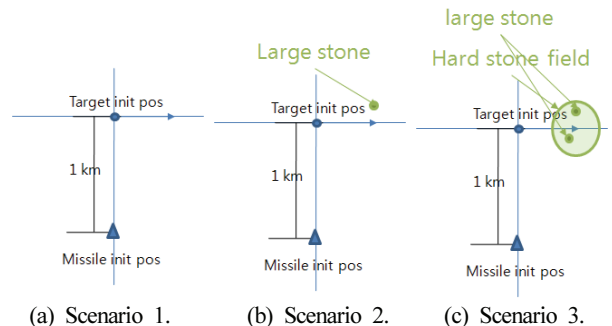 Target init pos
1 km
Missile init pos
(a) Scenario 1.
Large stone
Target init pos
1 km
Missile init pos
(b) Scenario 2.
large stone
Hard stone field
Target init pos
1 km
Missile init pos
(c) Scenario 3.